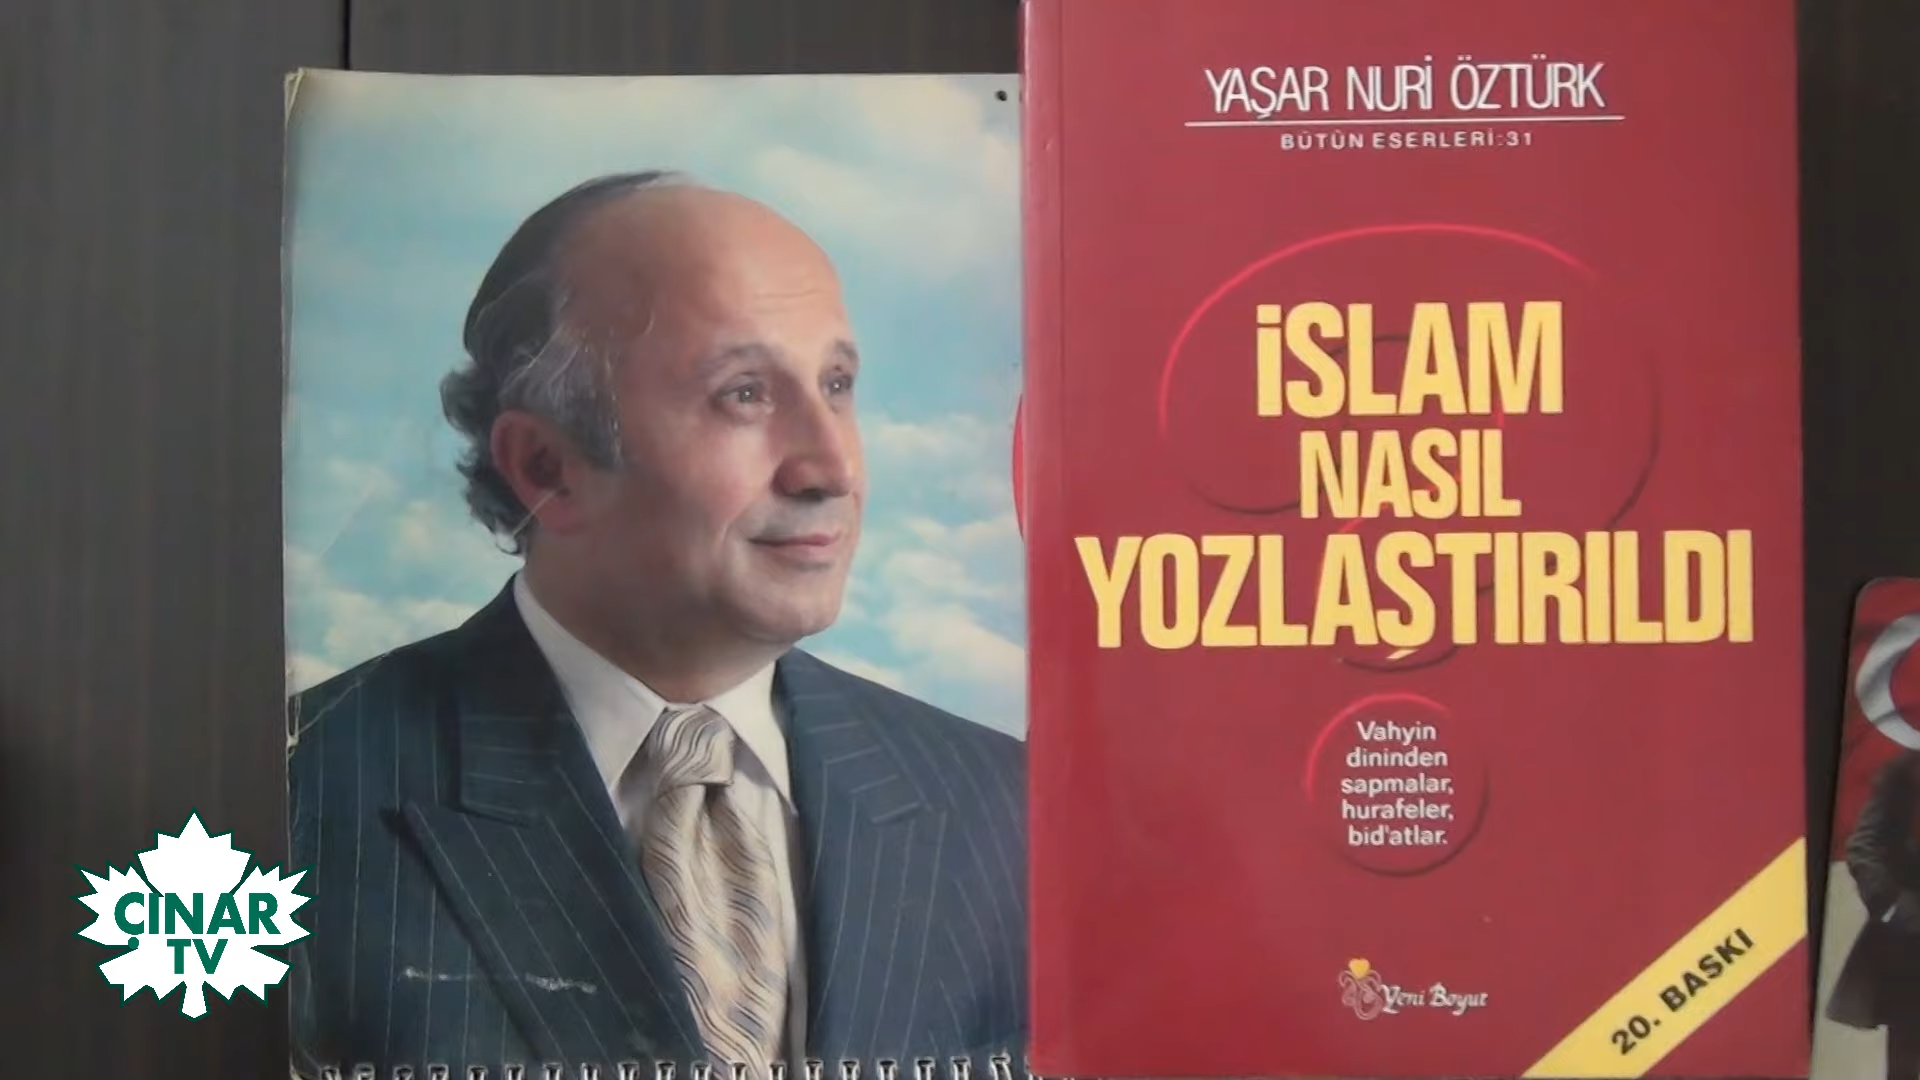 YAŞAR NURİ ÖZTÜRK
BÜTÜN ESERLERİ:31
İSLAM
NASIL
YOZLAŞTIRILDI
Vahyin
dininden
sapmalar,
hurafeler,
bid'atlar.
Yeni Boyut
20. BASKI
ÇINAR
TV